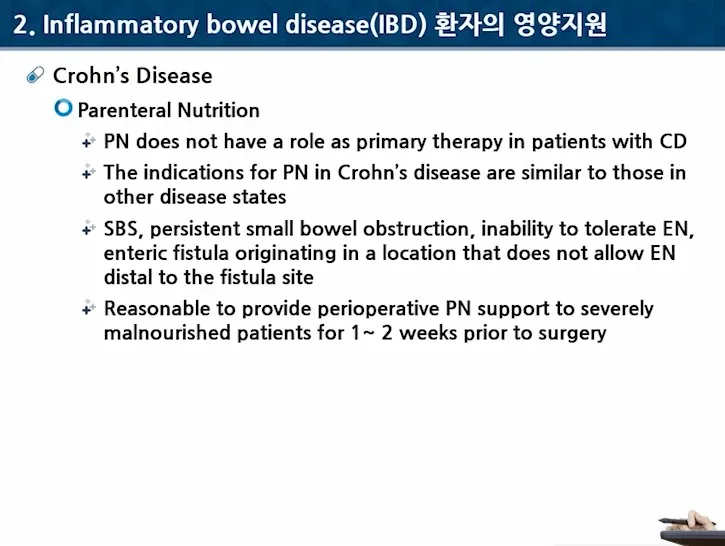 2. Inflammatory bowel disease(IBD) 환자의 영양지원
Crohn's Disease
Parenteral Nutrition
PN does not have a role as primary therapy in patients with CD
The indications for PN in Crohn's disease are similar to those in
other disease states
SBS, persistent small bowel obstruction, inability to tolerate EN,
enteric fistula originating in a location that does not allow EN
distal to the fistula site
Reasonable to provide perioperative PN support to severely
malnourished patients for 1~ 2 weeks prior to surgery